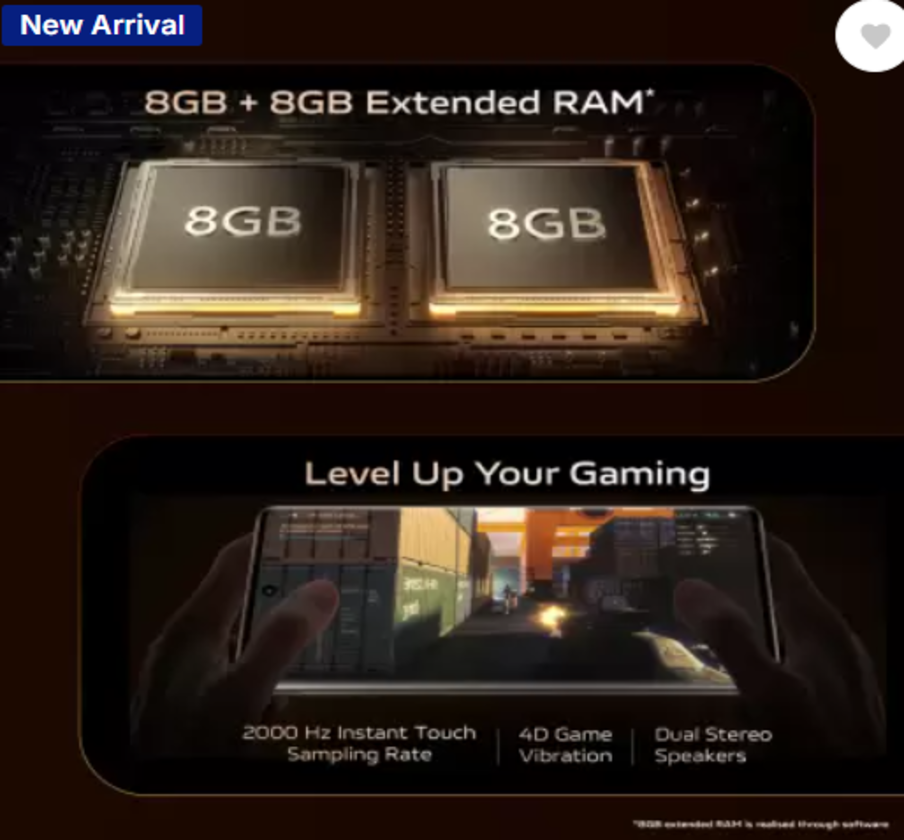 New Arrival
8GB + 8GB Extended RAM*
8GB
8GB
Level Up Your Gaming
2000 Hz Instant Touch
Sampling Rate
4D Game
Vibration
Dual Stereo
Speakers
*8GB extended RAM is realised through software